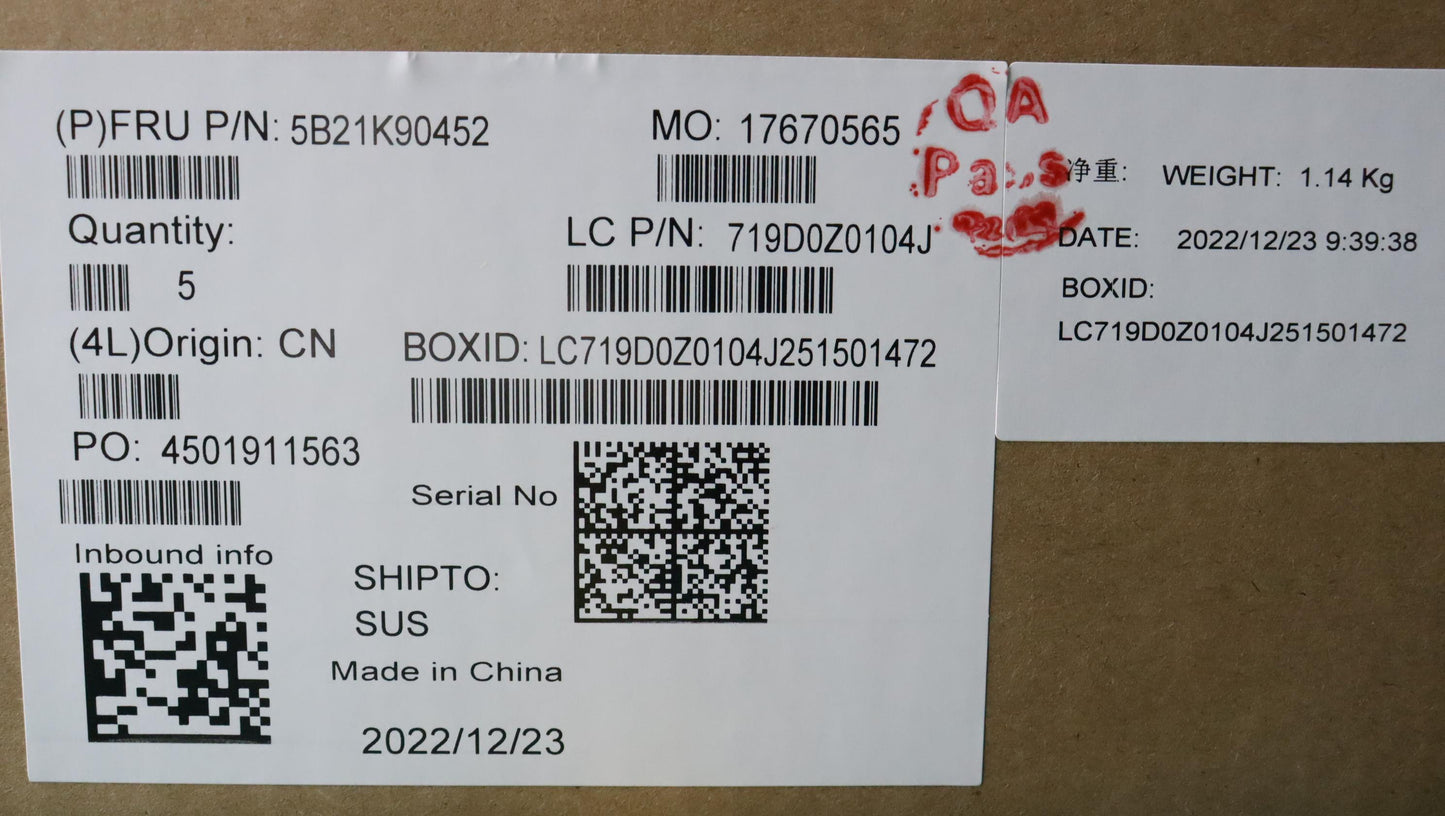 (P)FRU P/N: 5B21K90452
MO: 17670565
Quantity:
5
LC P/N: 719D0Z0104J
(4L)Origin: CN
BOXID: LC719D0Z0104J251501472
PO: 4501911563
Serial No
Inbound info
SHIPTO:
SUS
Made in China
2022/12/23
QA
Pass
净重: WEIGHT: 1.14 Kg
DATE: 2022/12/23 9:39:38
BOXID:
LC719D0Z0104J251501472